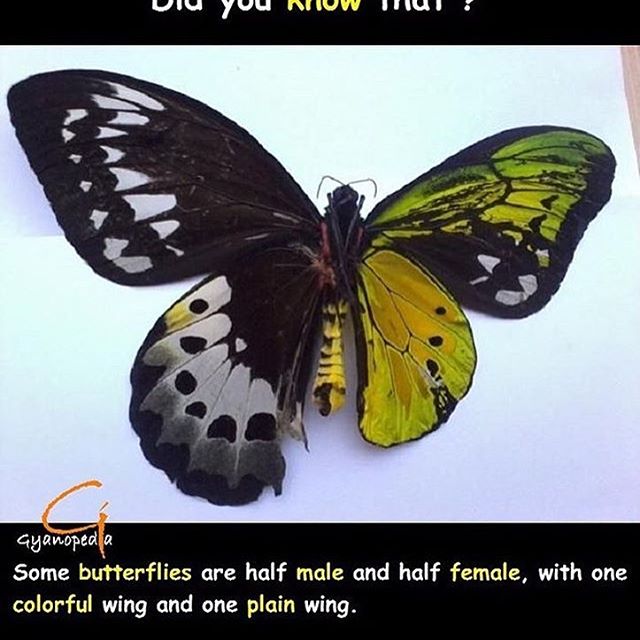 Did you know that ?
Gyanopedia
Some butterflies are half male and half female, with one
colorful wing and one plain wing.